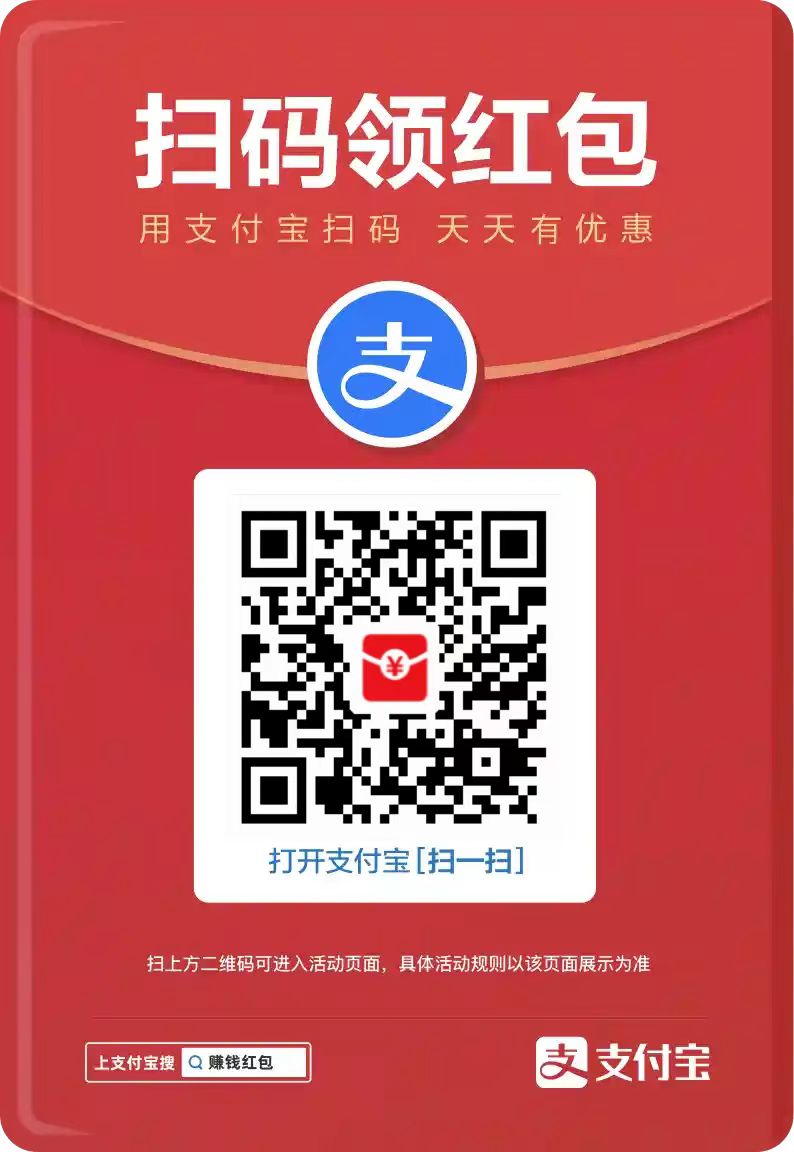 扫码领红包
用支付宝扫码 天天有优惠
支
¥
打开支付宝[扫一扫]
扫上方二维码可进入活动页面，具体活动规则以该页面展示为准
上支付宝搜 赚钱红包
支 支付宝